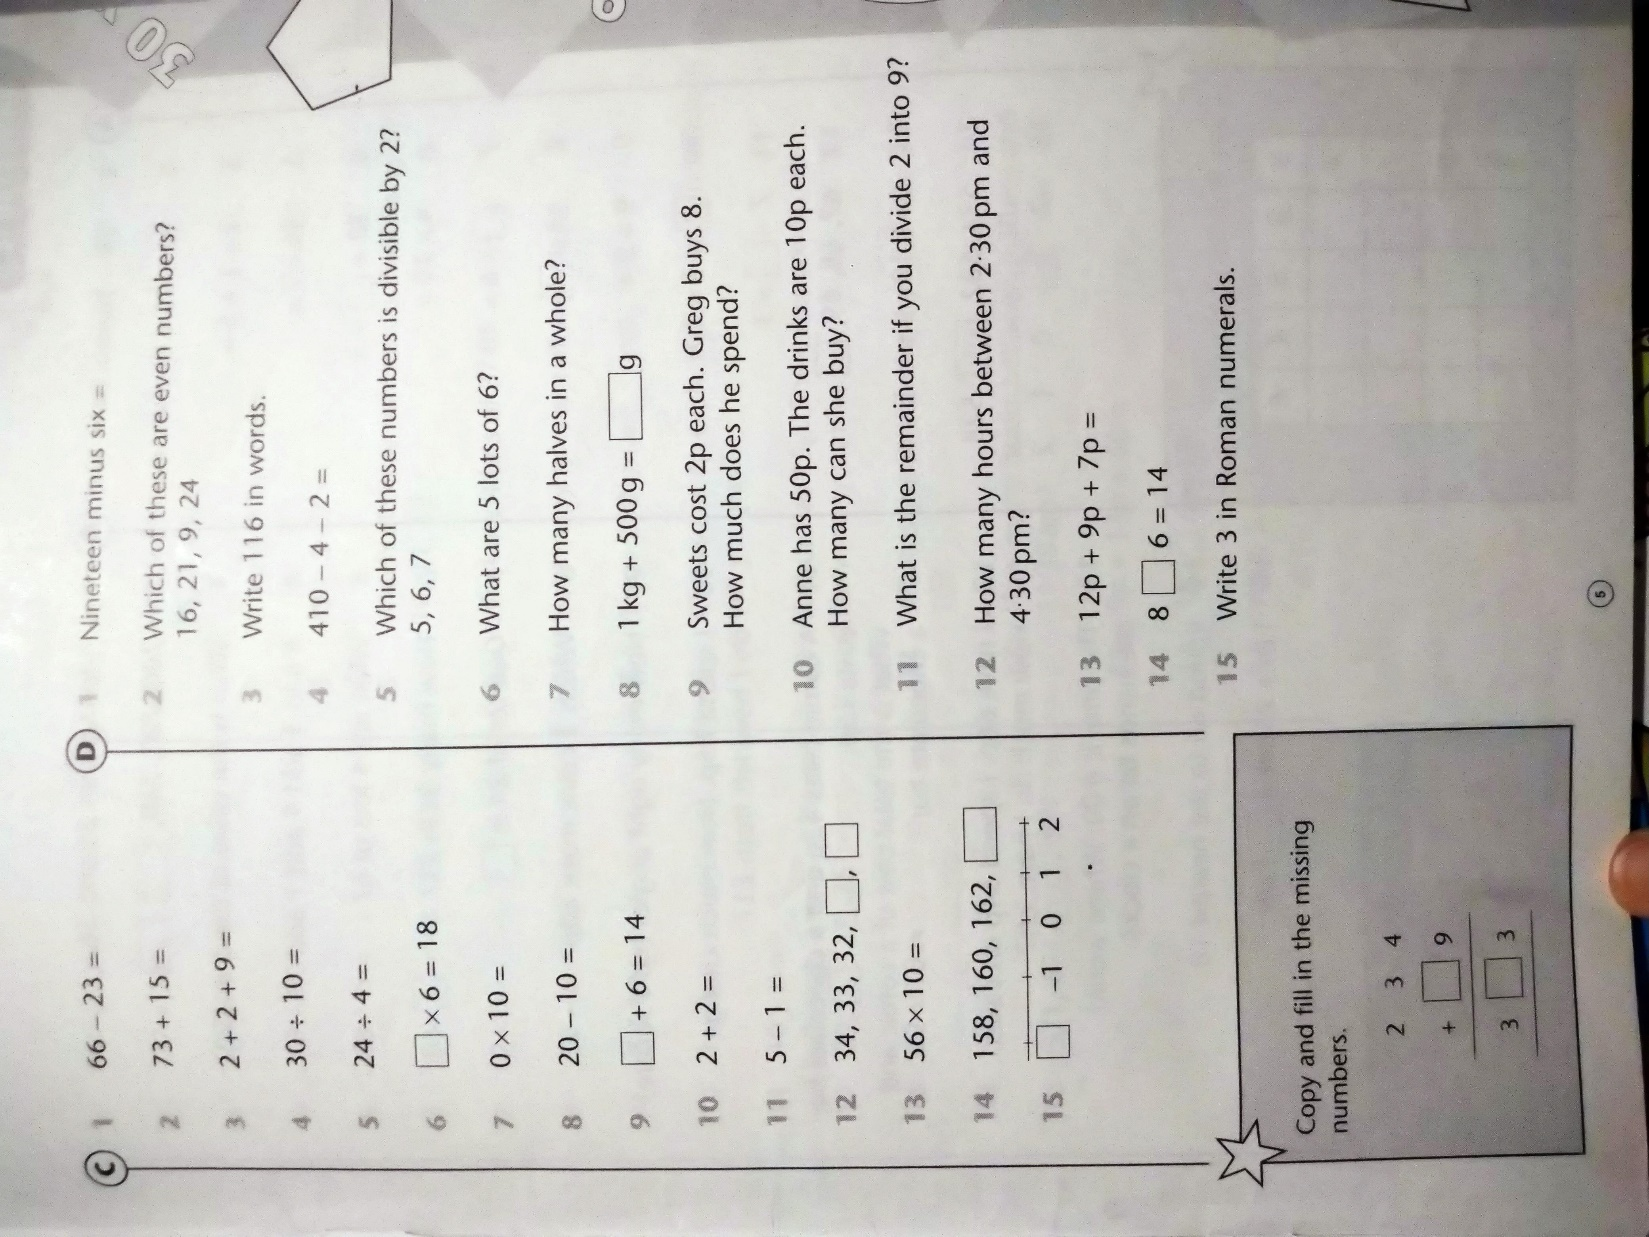 C
1 66 – 23 =
2 73 + 15 =
3 2 + 2 + 9 =
4 30 ÷ 10 =
5 24 ÷ 4 =
6 □ × 6 = 18
7 0 × 10 =
8 20 – 10 =
9 □ + 6 = 14
10 2 + 2 =
11 5 – 1 =
12 34, 33, 32, □, □
13 56 × 10 =
14 158, 160, 162, □
15 □ –1 0 1 2
Copy and fill in the missing
numbers.
2 3 4
+ □ 9
3 □ 3
D
1 Nineteen minus six =
2 Which of these are even numbers?
16, 21, 9, 24
3 Write 116 in words.
4 410 – 4 – 2 =
5 Which of these numbers is divisible by 2?
5, 6, 7
6 What are 5 lots of 6?
7 How many halves in a whole?
8 1 kg + 500 g = □ g
9 Sweets cost 2p each. Greg buys 8.
How much does he spend?
10 Anne has 50p. The drinks are 10p each.
How many can she buy?
11 What is the remainder if you divide 2 into 9?
12 How many hours between 2·30 pm and
4·30 pm?
13 12p + 9p + 7p =
14 8 □ 6 = 14
15 Write 3 in Roman numerals.
30
5